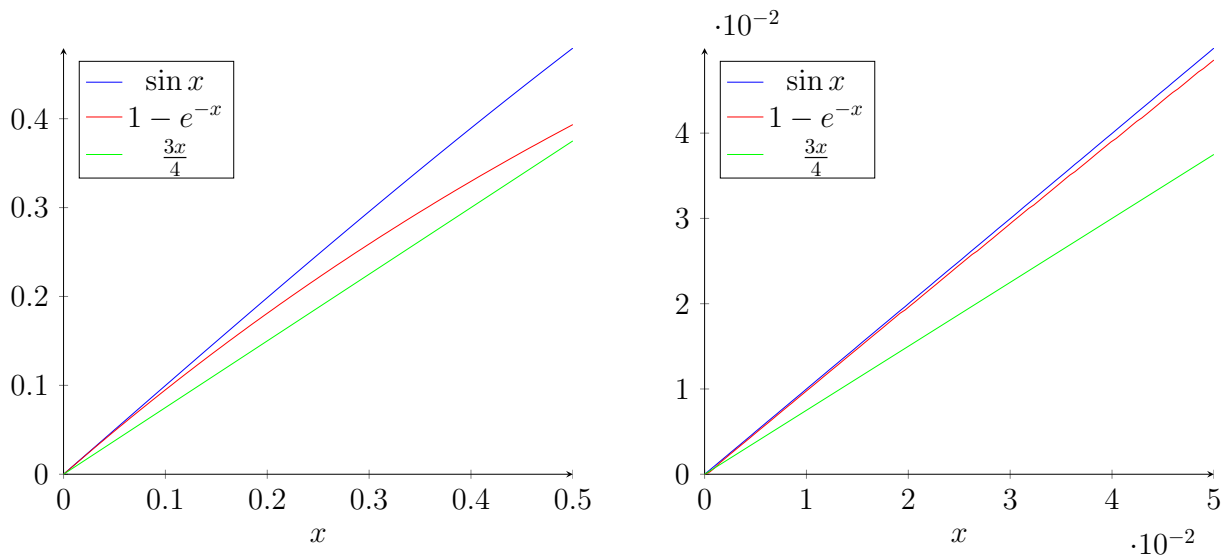 sin x
1 − e^{−x}
3x/4
0.4
0.3
0.2
0.1
0
0 0.1 0.2 0.3 0.4 0.5
x
·10^{−2}
sin x
1 − e^{−x}
3x/4
4
3
2
1
0
0 1 2 3 4 5
x
·10^{−2}